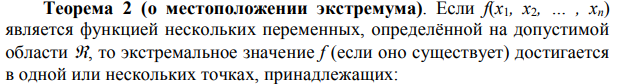 Теорема 2 (о местоположении экстремума). Если f(x₁, x₂, … , xₙ)
является функцией нескольких переменных, определённой на допустимой
области ℜ, то экстремальное значение f (если оно существует) достигается
в одной или нескольких точках, принадлежащих: